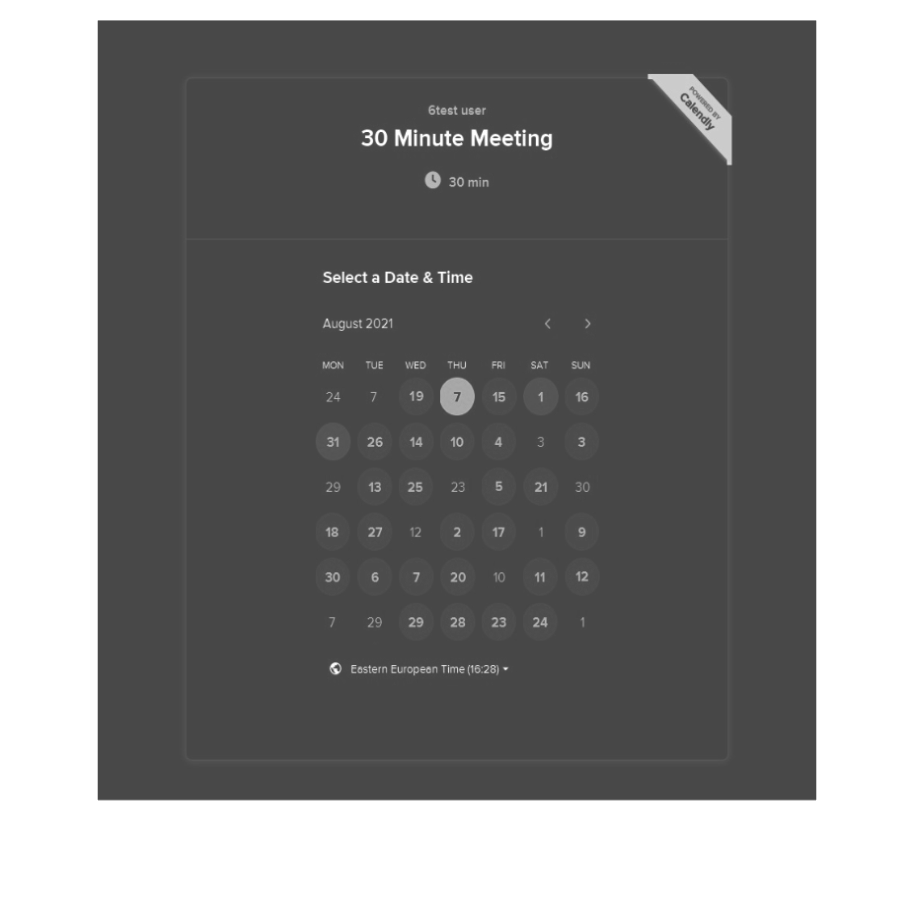 POWERED BY
Calendly
6test user
30 Minute Meeting
30 min
Select a Date & Time
August 2021
MON TUE WED THU FRI SAT SUN
24 7 19 7 15 1 16
31 26 14 10 4 3 3
29 13 25 23 5 21 30
18 27 12 2 17 1 9
30 6 7 20 10 11 12
7 29 29 28 23 24 1
Eastern European Time (16:28)